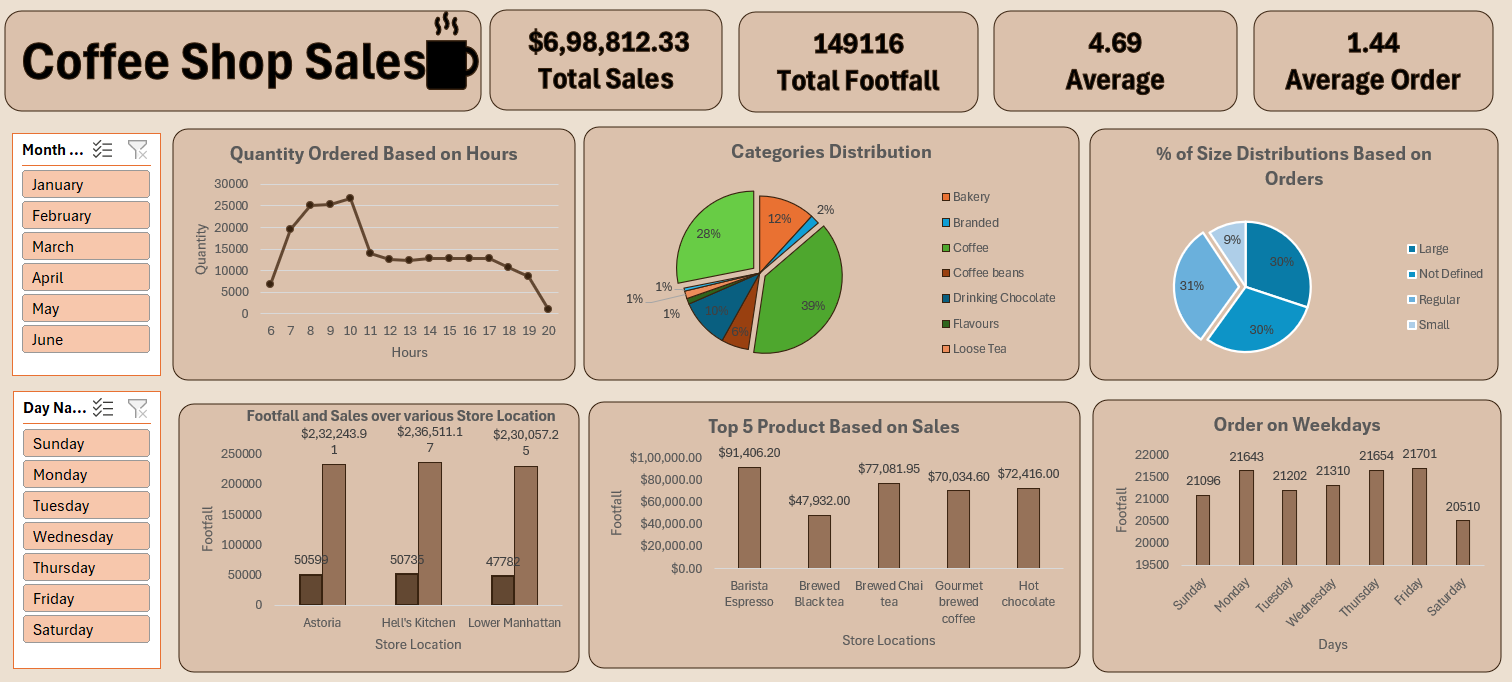 Coffee Shop Sales
$6,98,812.33
Total Sales
149116
Total Footfall
4.69
Average
1.44
Average Order
Month ...
January
February
March
April
May
June
Day Na...
Sunday
Monday
Tuesday
Wednesday
Thursday
Friday
Saturday
Quantity Ordered Based on Hours
30000
25000
20000
15000
10000
5000
0
Quantity
6 7 8 9 10 11 12 13 14 15 16 17 18 19 20
Hours
Categories Distribution
12%
2%
39%
6%
10%
1%
1%
1%
28%
Bakery
Branded
Coffee
Coffee beans
Drinking Chocolate
Flavours
Loose Tea
% of Size Distributions Based on
Orders
30%
30%
31%
9%
Large
Not Defined
Regular
Small
Footfall and Sales over various Store Location
$2,32,243.9
1
$2,36,511.1
7
$2,30,057.2
5
250000
200000
150000
100000
50000
0
Footfall
50599
50735
47782
Astoria
Hell's Kitchen
Lower Manhattan
Store Location
Top 5 Product Based on Sales
$1,00,000.00
$80,000.00
$60,000.00
$40,000.00
$20,000.00
$0.00
Footfall
$91,406.20
$47,932.00
$77,081.95
$70,034.60
$72,416.00
Barista
Espresso
Brewed
Black tea
Brewed Chai
tea
Gourmet
brewed
coffee
Hot
chocolate
Store Locations
Order on Weekdays
22000
21500
21000
20500
20000
19500
Footfall
21096
21643
21202
21310
21654
21701
20510
Sunday
Monday
Tuesday
Wednesday
Thursday
Friday
Saturday
Days